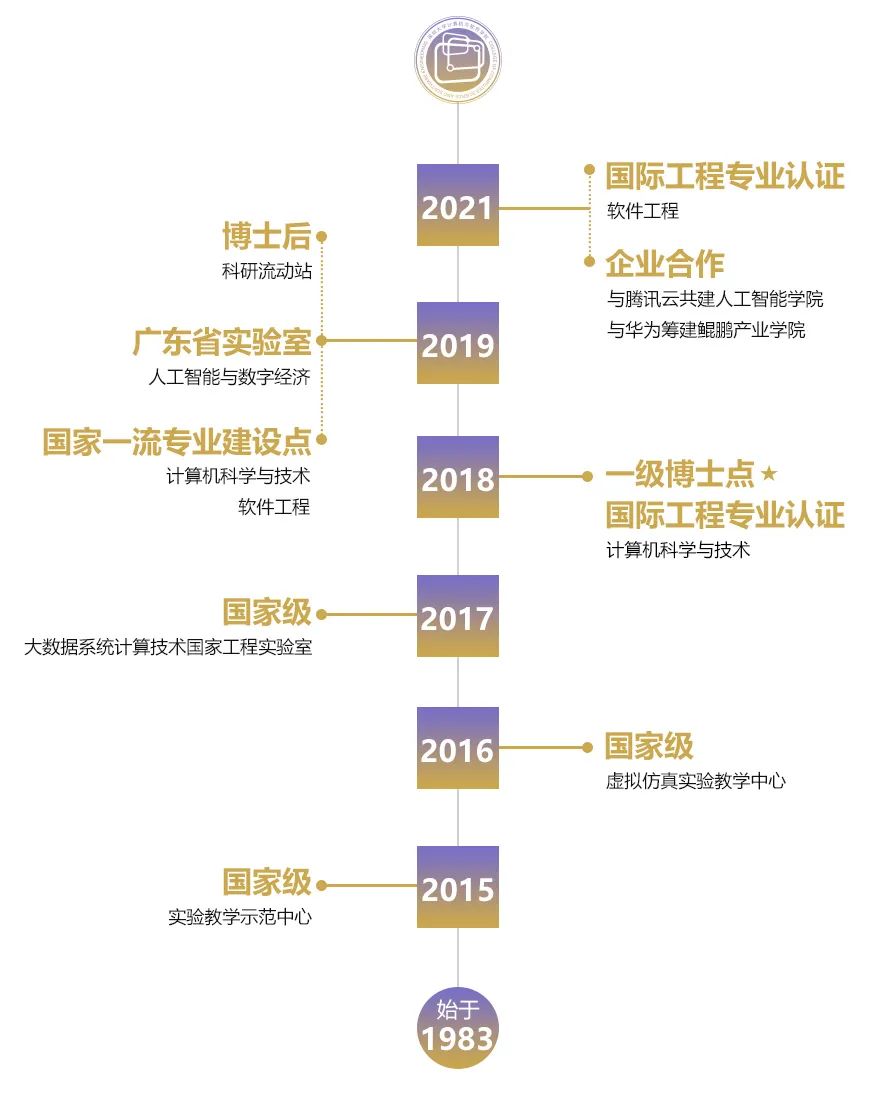 2021
国际工程专业认证
软件工程
企业合作
与腾讯云共建人工智能学院
与华为筹建鲲鹏产业学院
2019
博士后
科研流动站
广东省实验室
人工智能与数字经济
国家一流专业建设点
计算机科学与技术
软件工程
2018
一级博士点★
国际工程专业认证
计算机科学与技术
2017
国家级
大数据系统计算技术国家工程实验室
2016
国家级
虚拟仿真实验教学中心
2015
国家级
实验教学示范中心
始于
1983